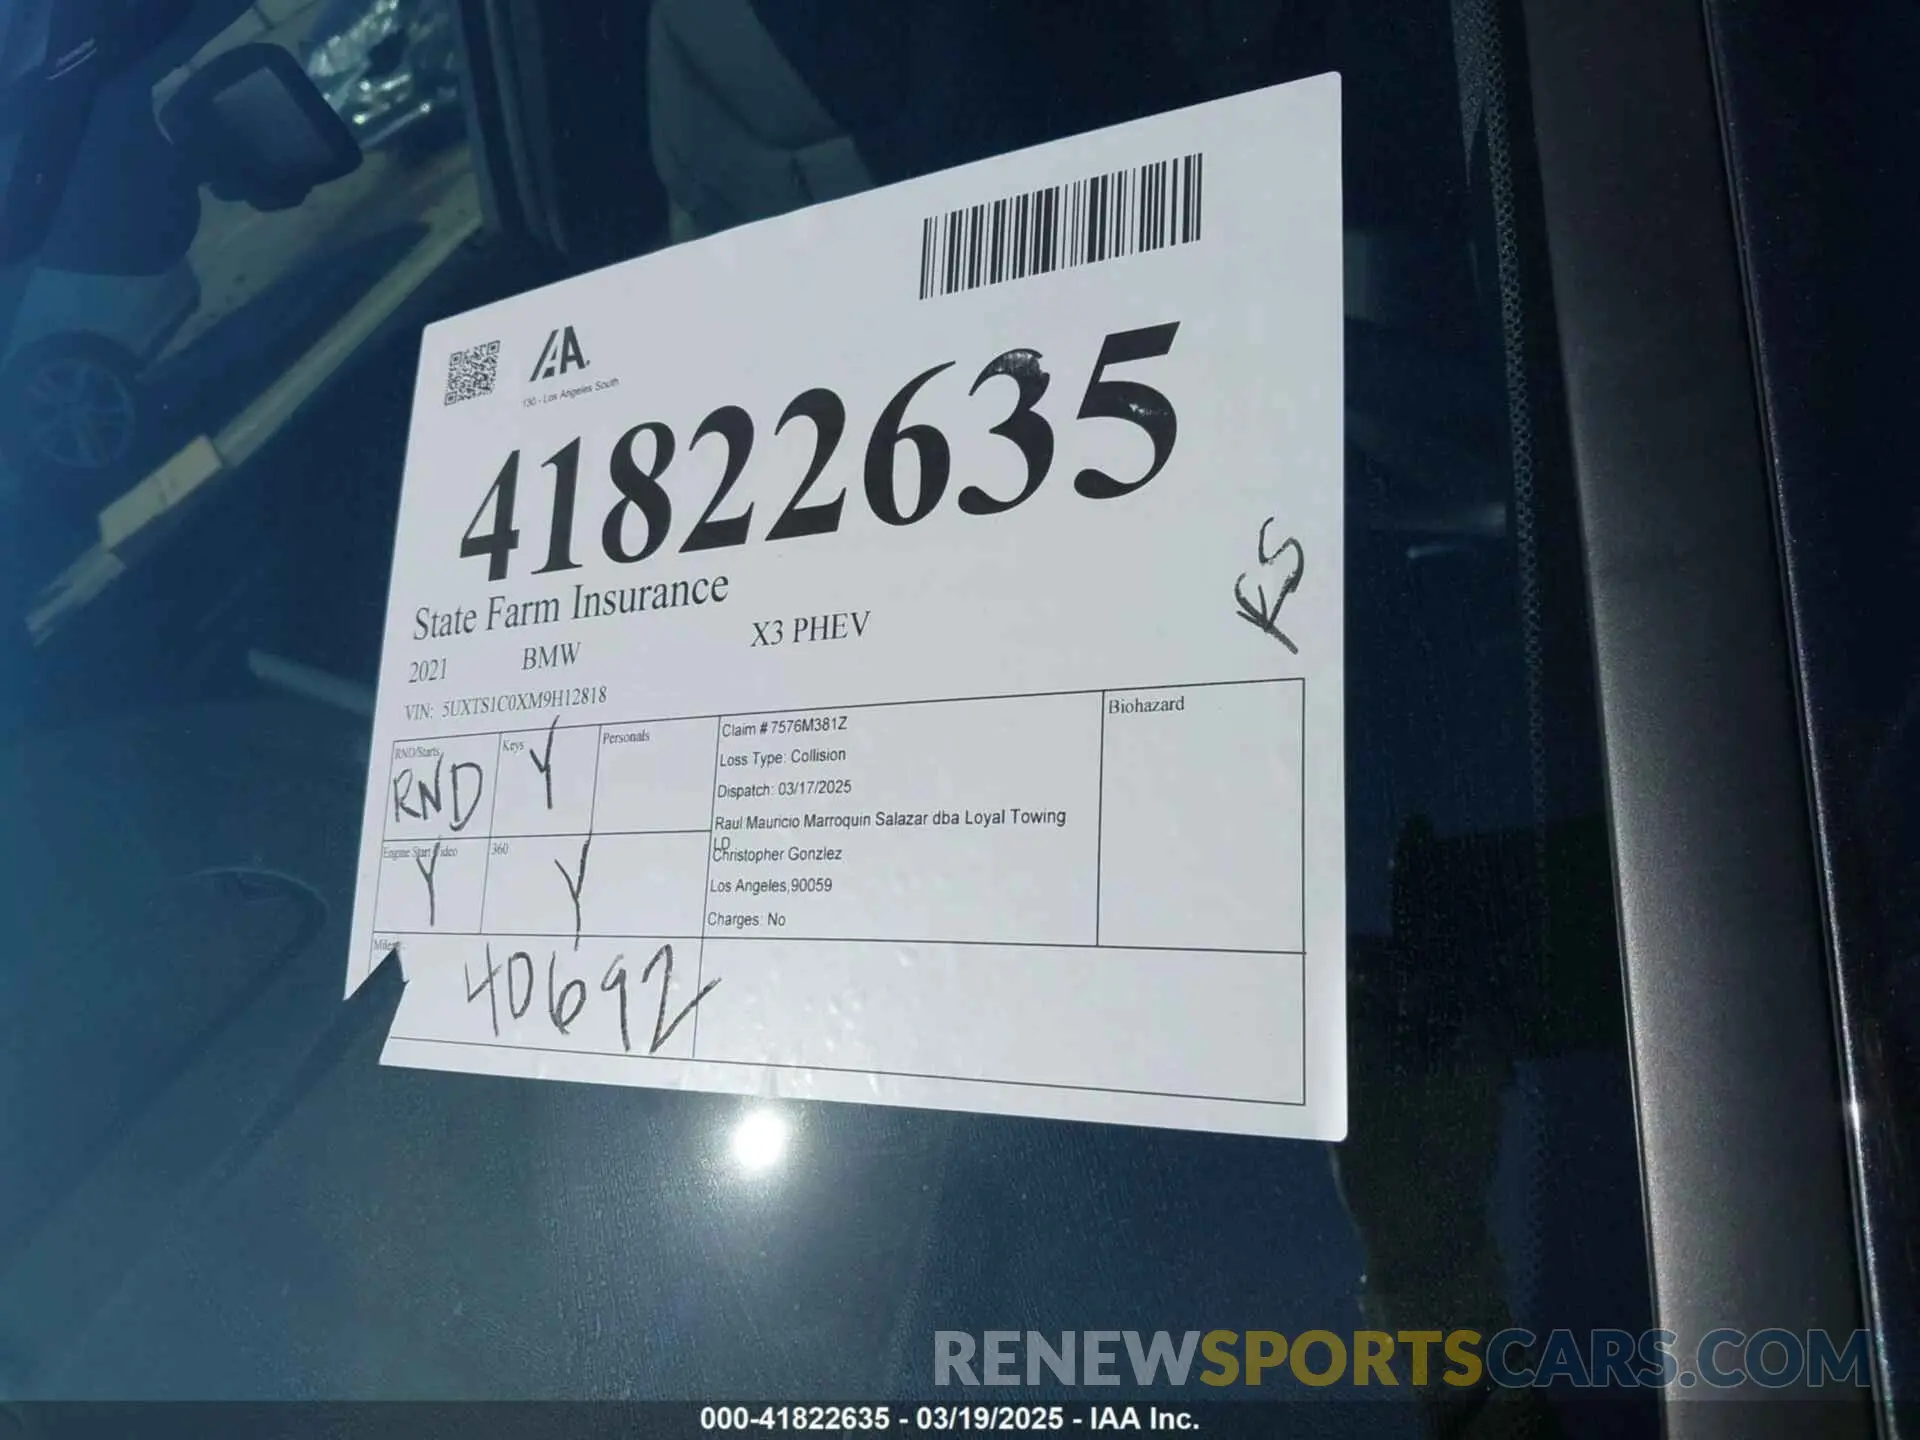 IAA
130 - Los Angeles South
41822635
State Farm Insurance
2021 BMW X3 PHEV
VIN: 5UXTS1C0XM9H12818
KS
RND/Starts
RND
Keys
Y
Personals
Engine Start Video
Y
360
Y
Claim # 7576M381Z
Loss Type: Collision
Dispatch: 03/17/2025
Raul Mauricio Marroquin Salazar dba Loyal Towing
LD
Christopher Gonzlez
Los Angeles,90059
Charges: No
Biohazard
40692
RENEWSPORTSCARS.COM
000-41822635 - 03/19/2025 - IAA Inc.